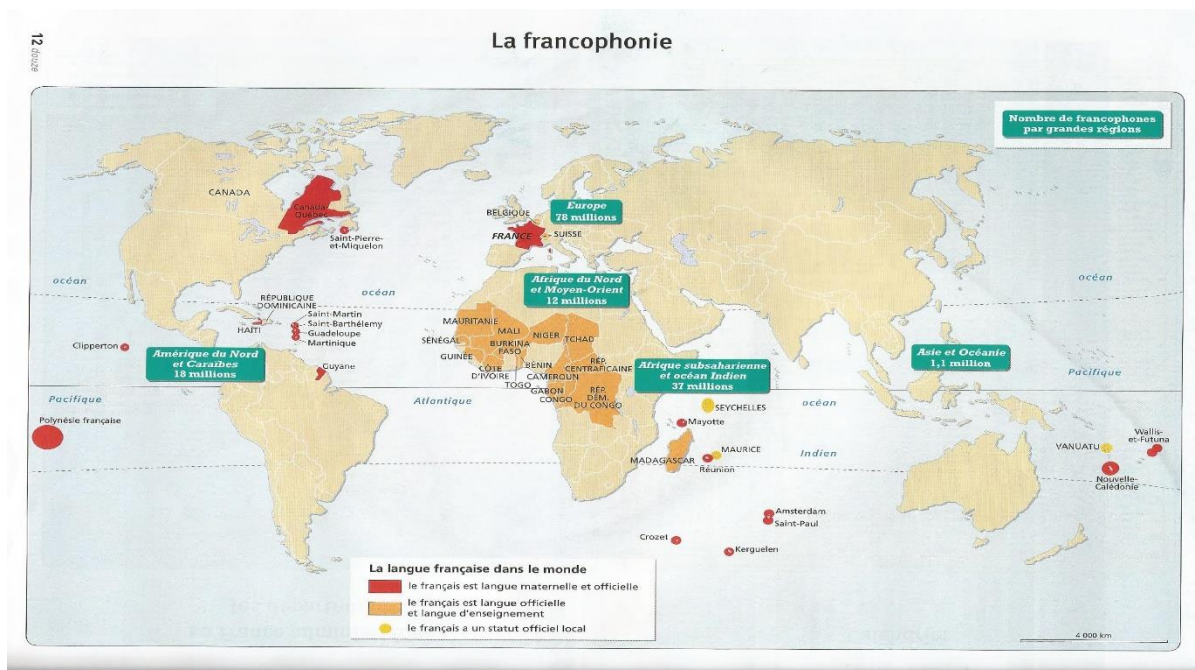 12 douze
La francophonie
Nombre de francophones
par grandes régions
CANADA
Canada-
Québec
Saint-Pierre-
et-Miquelon
BELGIQUE
FRANCE
SUISSE
Europe
78 millions
Afrique du Nord
et Moyen-Orient
12 millions
océan
océan
océan
RÉPUBLIQUE
DOMINICAINE
HAÏTI
Saint-Martin
Saint-Barthélemy
Guadeloupe
Martinique
Clipperton
Amérique du Nord
et Caraïbes
18 millions
Guyane
MAURITANIE
MALI
NIGER
TCHAD
SÉNÉGAL
BURKINA
PASO
GUINÉE
CÔTE
D'IVOIRE
TOGO
BÉNIN
CAMEROUN
GABON
CONGO
RÉP.
CENTRAFICAINE
RÉP.
DÉM.
DU CONGO
Afrique subsaharienne
et océan Indien
37 millions
Asie et Océanie
1,1 million
Pacifique
Pacifique
Atlantique
océan
Indien
Polynésie française
SEYCHELLES
Mayotte
MADAGASCAR
MAURICE
Réunion
VANUATU
Wallis-
et-Futuna
Nouvelle-
Calédonie
Amsterdam
Saint-Paul
Crozet
Kerguelen
La langue française dans le monde
le français est langue maternelle et officielle
le français est langue officielle
et langue d'enseignement
le français a un statut officiel local
4 000 km